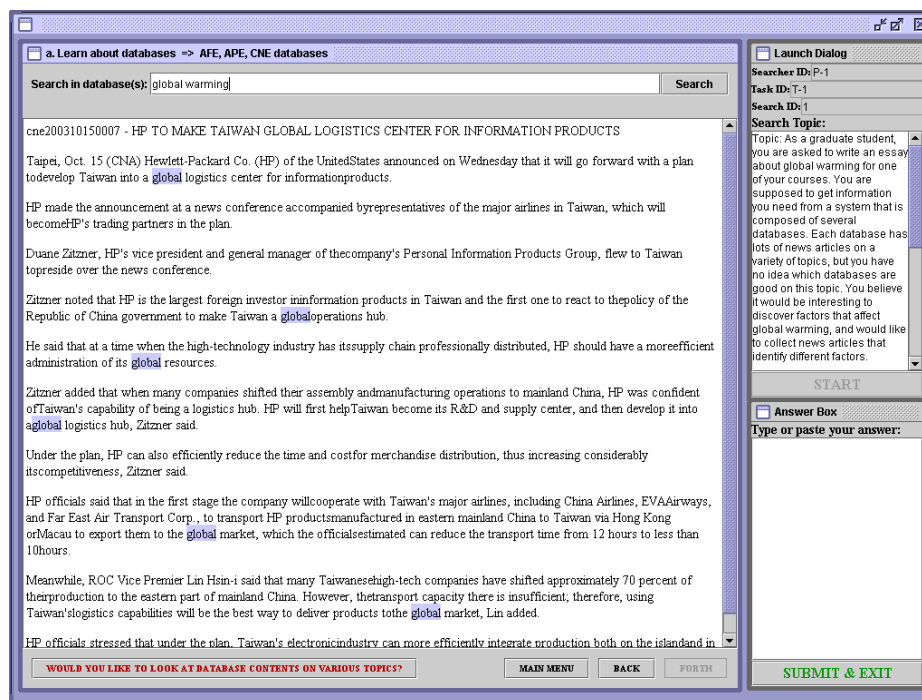 a. Learn about databases => AFE, APE, CNE databases
Search in database(s): global warming Search
cne200310150007 - HP TO MAKE TAIWAN GLOBAL LOGISTICS CENTER FOR INFORMATION PRODUCTS
Taipei, Oct. 15 (CNA) Hewlett-Packard Co. (HP) of the UnitedStates announced on Wednesday that it will go forward with a plan
todevelop Taiwan into a global logistics center for informationproducts.
HP made the announcement at a news conference accompanied byrepresentatives of the major airlines in Taiwan, which will
becomeHP's trading partners in the plan.
Duane Zitzner, HP's vice president and general manager of thecompany's Personal Information Products Group, flew to Taiwan
topreside over the news conference.
Zitzner noted that HP is the largest foreign investor ininformation products in Taiwan and the first one to react to thepolicy of the
Republic of China government to make Taiwan a globaloperations hub.
He said that at a time when the high-technology industry has itssupply chain professionally distributed, HP should have a moreefficient
administration of its global resources.
Zitzner added that when many companies shifted their assembly andmanufacturing operations to mainland China, HP was confident
ofTaiwan's capability of being a logistics hub. HP will first helpTaiwan become its R&D and supply center, and then develop it into
aglobal logistics hub, Zitzner said.
Under the plan, HP can also efficiently reduce the time and costfor merchandise distribution, thus increasing considerably
itscompetitiveness, Zitzner said.
HP officials said that in the first stage the company willcooperate with Taiwan's major airlines, including China Airlines, EVAAirways,
and Far East Air Transport Corp., to transport HP productsmanufactured in eastern mainland China to Taiwan via Hong Kong
orMacau to export them to the global market, which the officialsestimated can reduce the transport time from 12 hours to less than
10hours.
Meanwhile, ROC Vice Premier Lin Hsin-i said that many Taiwanesehigh-tech companies have shifted approximately 70 percent of
theirproduction to the eastern part of mainland China. However, thetransport capacity there is insufficient; therefore, using
Taiwan'slogistics capabilities will be the best way to deliver products tothe global market, Lin added.
HP officials stressed that under the plan, Taiwan's electronicindustry can more efficiently integrate production both on the islandand in
WOULD YOU LIKE TO LOOK AT DATABASE CONTENTS ON VARIOUS TOPICS?
MAIN MENU
BACK
FORTH
Launch Dialog
Searcher ID: P-1
Task ID: T-1
Search ID: 1
Search Topic:
Topic: As a graduate student,
you are asked to write an essay
about global warming for one
of your courses. You are
supposed to get information
you need from a system that is
composed of several
databases. Each database has
lots of news articles on a
variety of topics, but you have
no idea which databases are
good on this topic. You believe
it would be interesting to
discover factors that affect
global warming, and would like
to collect news articles that
identify different factors.
START
Answer Box
Type or paste your answer:
SUBMIT & EXIT